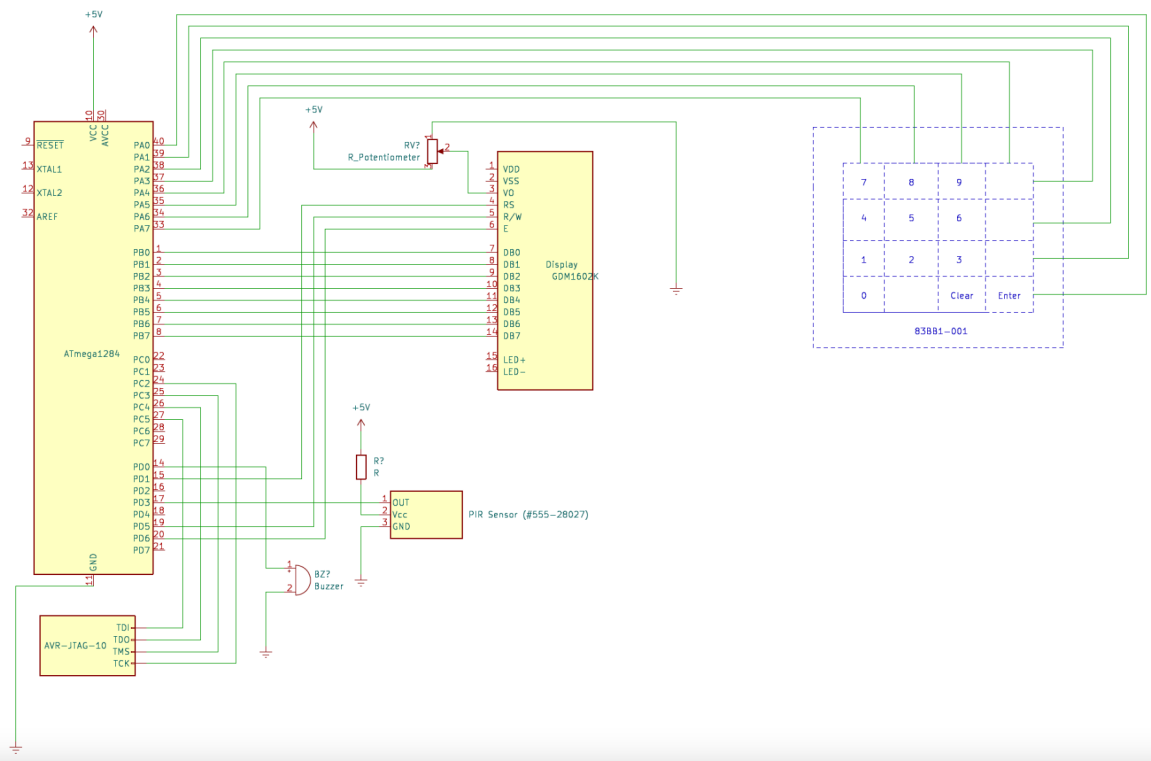 +5V
10
VCC
30
AVCC
9
RESET
13
XTAL1
12
XTAL2
32
AREF
PA0
40
PA1
39
PA2
38
PA3
37
PA4
36
PA5
35
PA6
34
PA7
33
PB0
1
PB1
2
PB2
3
PB3
4
PB4
5
PB5
6
PB6
7
PB7
8
ATmega1284
PC0
22
PC1
23
PC2
24
PC3
25
PC4
26
PC5
27
PC6
28
PC7
29
PD0
14
PD1
15
PD2
16
PD3
17
PD4
18
PD5
19
PD6
20
PD7
21
GND
11
AVR-JTAG-10
TDI
TDO
TMS
TCK
+5V
RV?
R_Potentiometer
1
2
3
1
VDD
2
VSS
3
VO
4
RS
5
R/W
6
E
7
DB0
8
DB1
9
DB2
10
DB3
11
DB4
12
DB5
13
DB6
14
DB7
15
LED+
16
LED-
Display
GDM1602K
+5V
R?
R
1
OUT
2
Vcc
3
GND
PIR Sensor (#555-28027)
1
+
2
BZ?
Buzzer
7 8 9
4 5 6
1 2 3
0 Clear Enter
83BB1-001